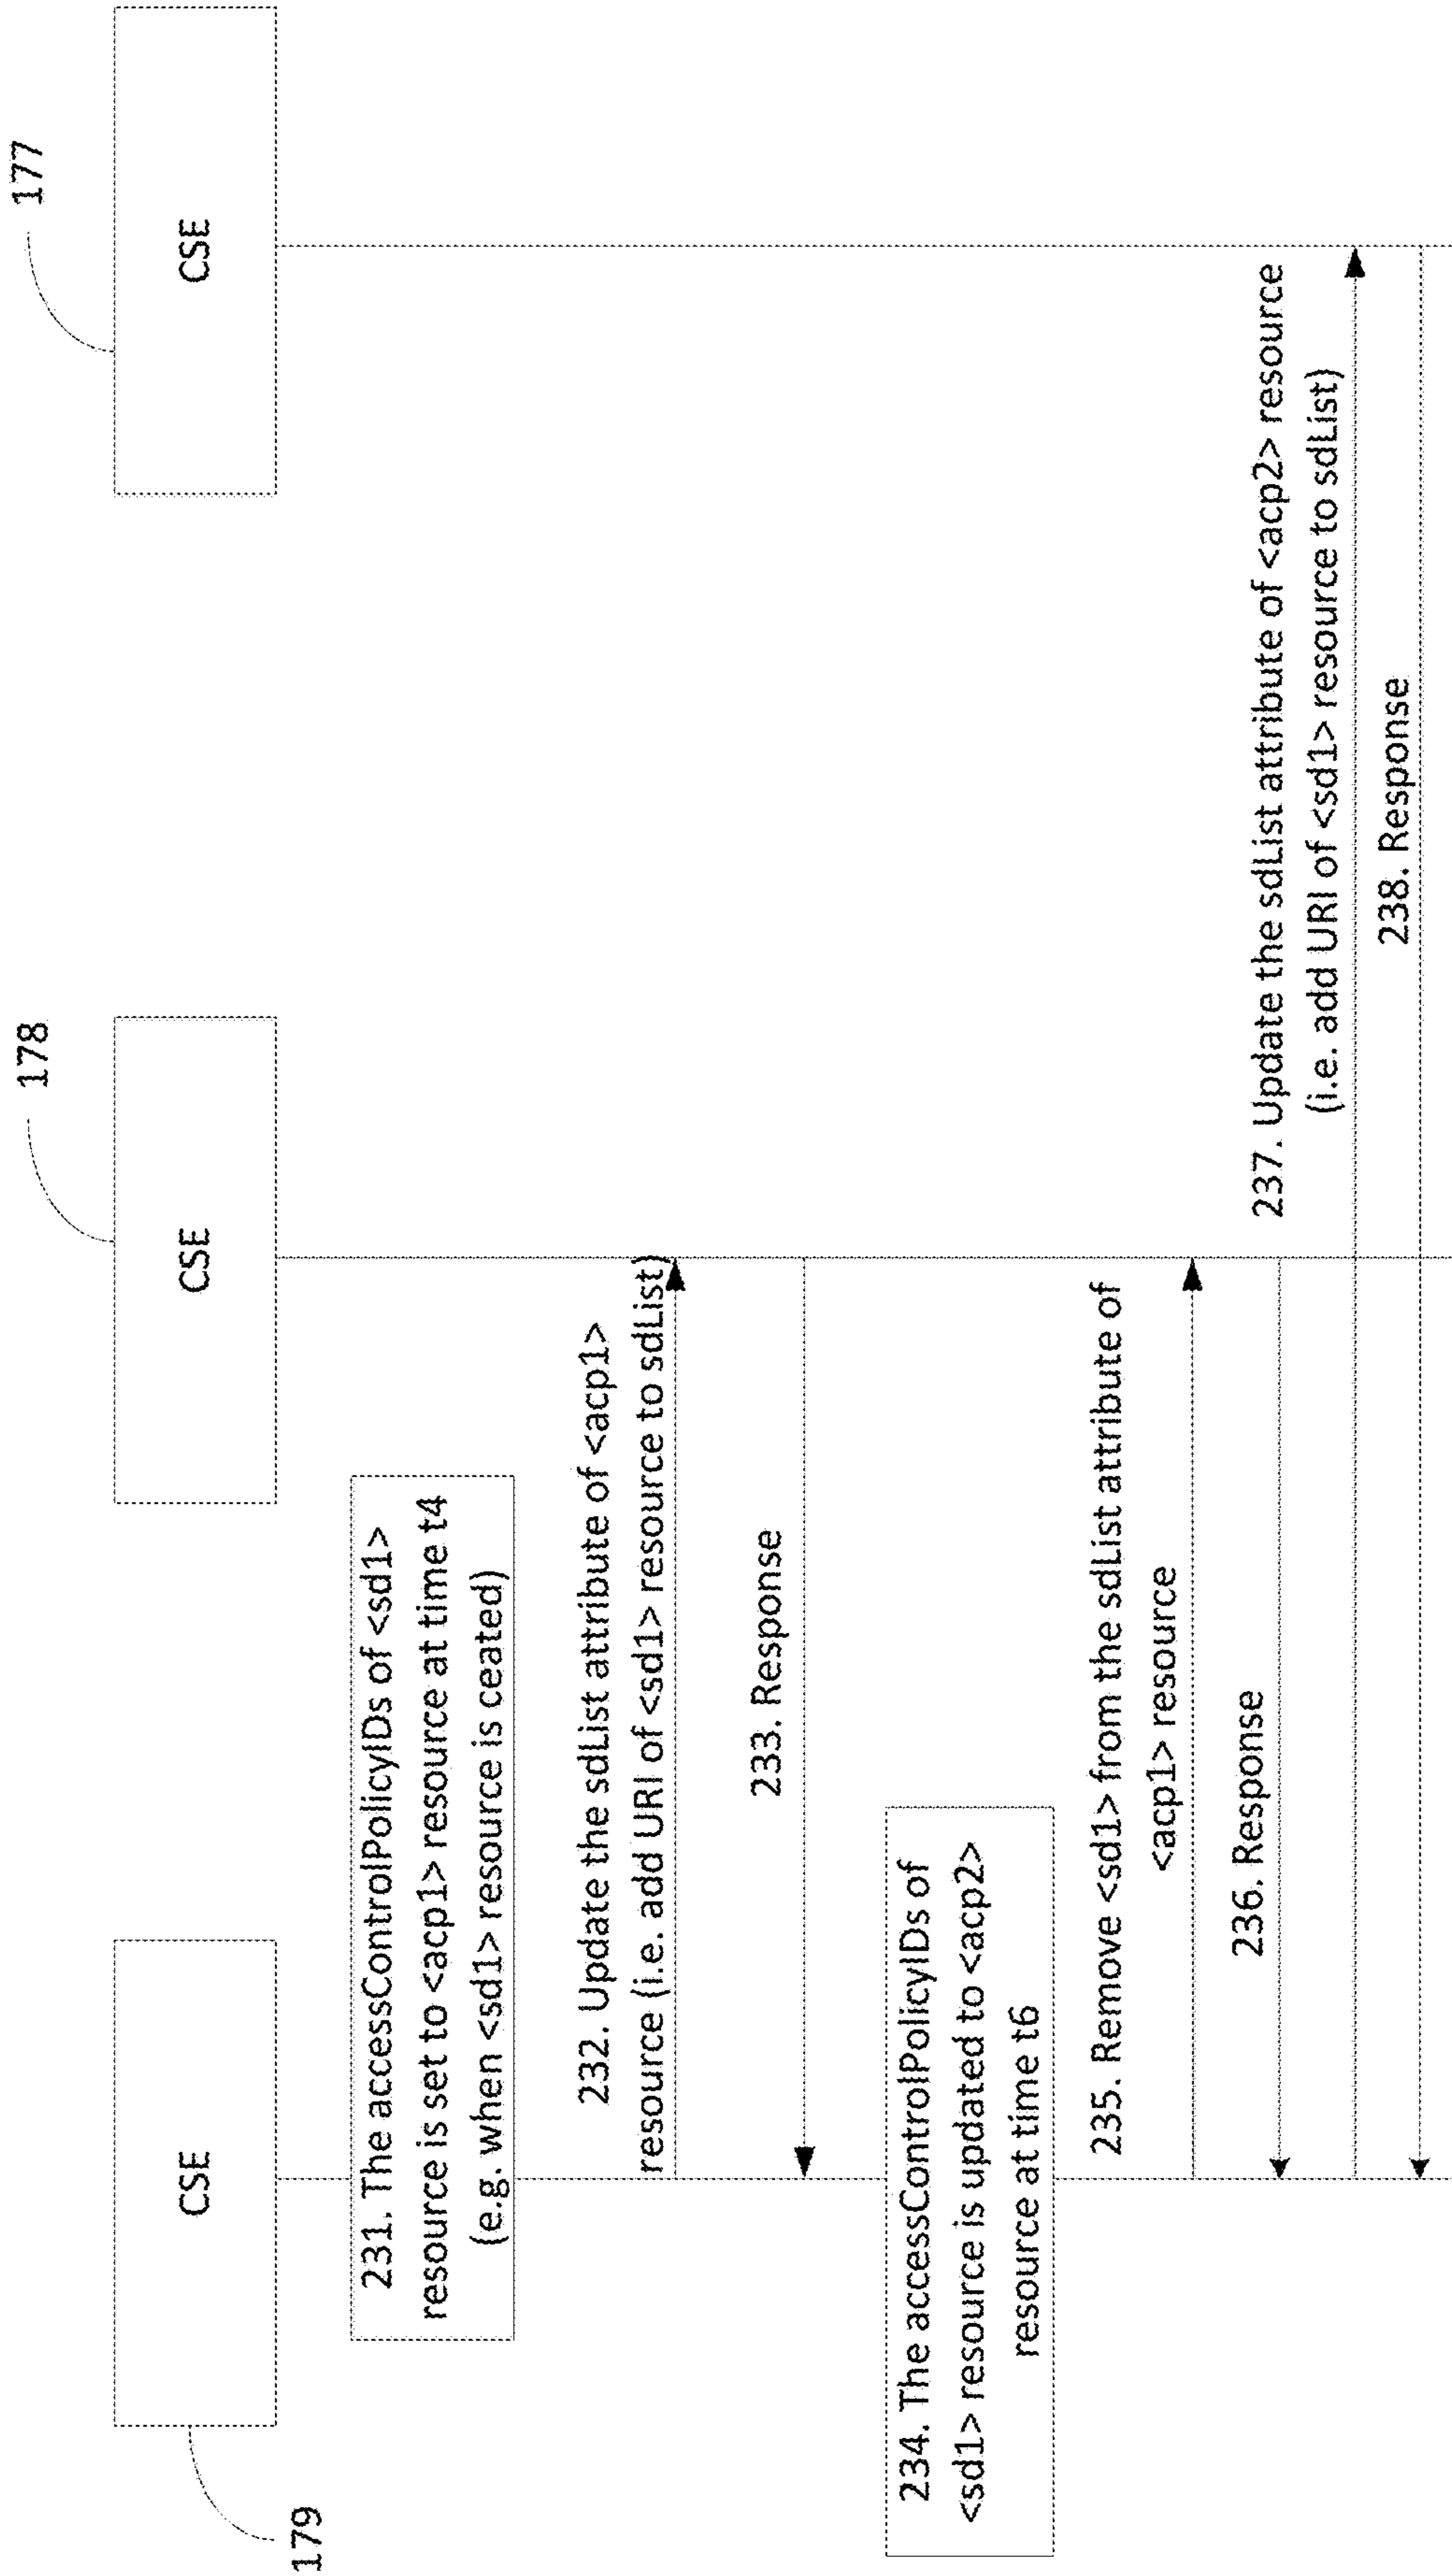 179
CSE
178
CSE
177
CSE
231. The accessControlPolicyIDs of <sd1>
resource is set to <acp1> resource at time t4
(e.g. when <sd1> resource is ceated)
232. Update the sdList attribute of <acp1>
resource (i.e. add URI of <sd1> resource to sdList)
233. Response
234. The accessControlPolicyIDs of
<sd1> resource is updated to <acp2>
resource at time t6
235. Remove <sd1> from the sdList attribute of
<acp1> resource
236. Response
237. Update the sdList attribute of <acp2> resource
(i.e. add URI of <sd1> resource to sdList)
238. Response